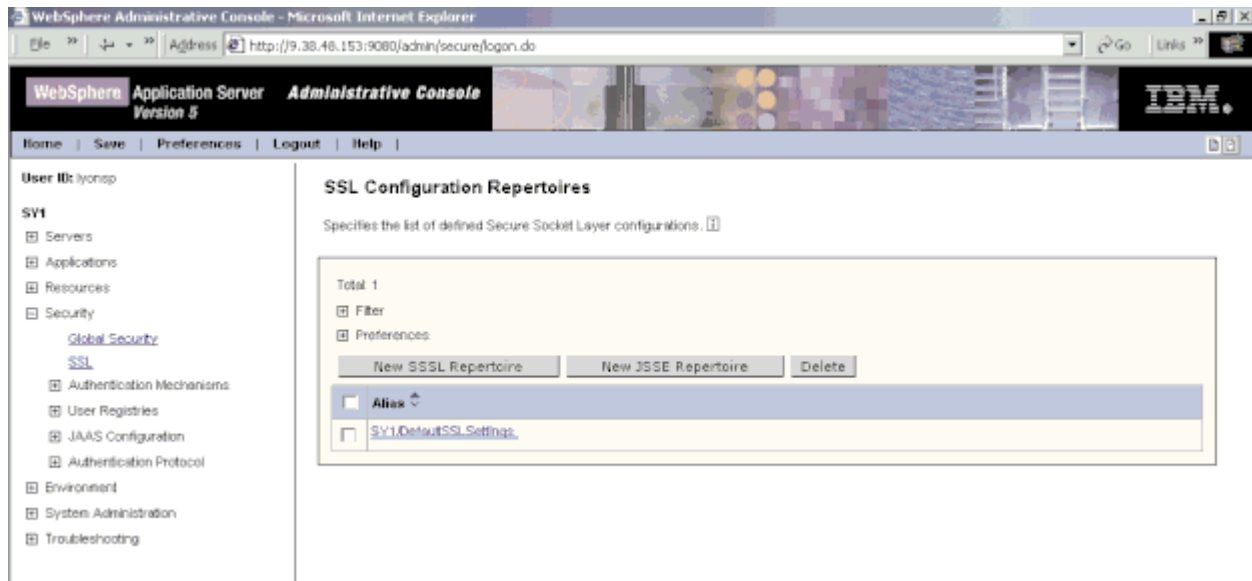 WebSphere Administrative Console - Microsoft Internet Explorer
File » » Address http://9.38.48.153:9080/admin/secure/logon.do Go Links »
WebSphere Application Server Administrative Console
Version 5
IBM.
Home | Save | Preferences | Logout | Help |
User ID: lyonsp
SY1
Servers
Applications
Resources
Security
Global Security
SSL
Authentication Mechanisms
User Registries
JAAS Configuration
Authentication Protocol
Environment
System Administration
Troubleshooting
SSL Configuration Repertoires
Specifies the list of defined Secure Socket Layer configurations. i
Total: 1
Filter
Preferences
New SSSL Repertoire New JSSE Repertoire Delete
Alias
SY1/DefaultSSLSettings